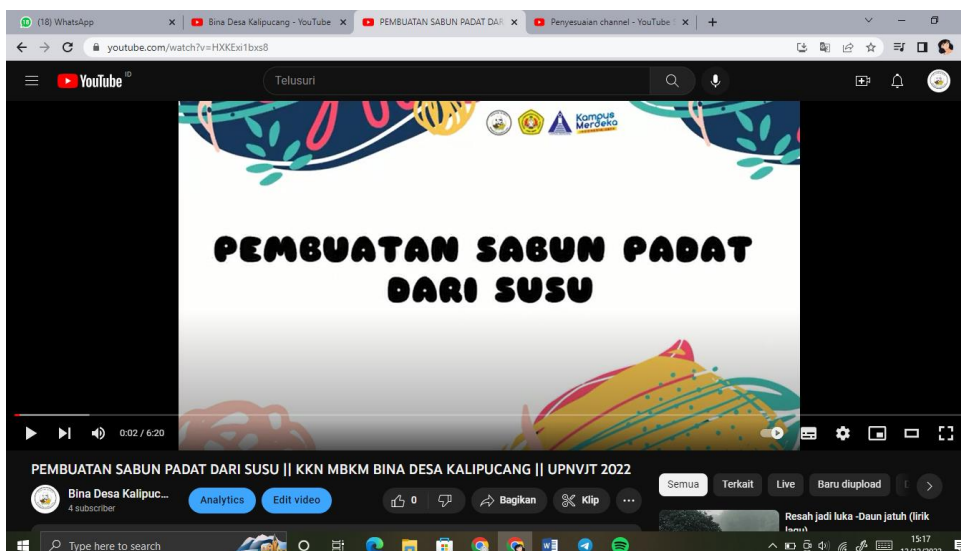 (18) WhatsApp
Bina Desa Kalipucang - YouTube
PEMBUATAN SABUN PADAT DAR
Penyesuaian channel - YouTube
youtube.com/watch?v=HXKExi1bxs8
YouTube ID
Telusuri
Kampus
Merdeka
PEMBUATAN SABUN PADAT
DARI SUSU
0:02 / 6:20
PEMBUATAN SABUN PADAT DARI SUSU || KKN MBKM BINA DESA KALIPUCANG || UPNVJT 2022
Bina Desa Kalipuc...
4 subscriber
Analytics
Edit video
0
Bagikan
Klip
Semua
Terkait
Live
Baru diupload
Resah jadi luka -Daun jatuh (lirik
Type here to search
15:17